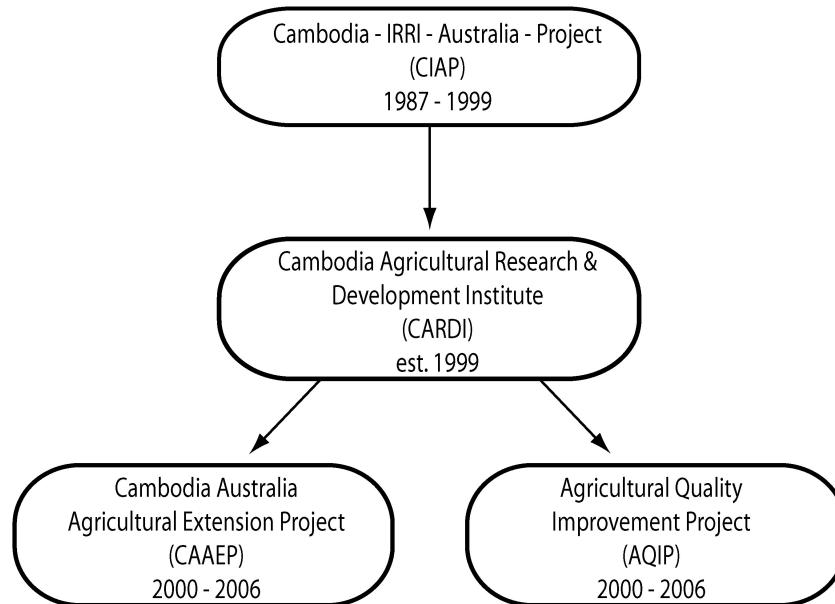 Cambodia - IRRI - Australia - Project
(CIAP)
1987 - 1999
Cambodia Agricultural Research &
Development Institute
(CARDI)
est. 1999
Cambodia Australia
Agricultural Extension Project
(CAAEP)
2000 - 2006
Agricultural Quality
Improvement Project
(AQIP)
2000 - 2006